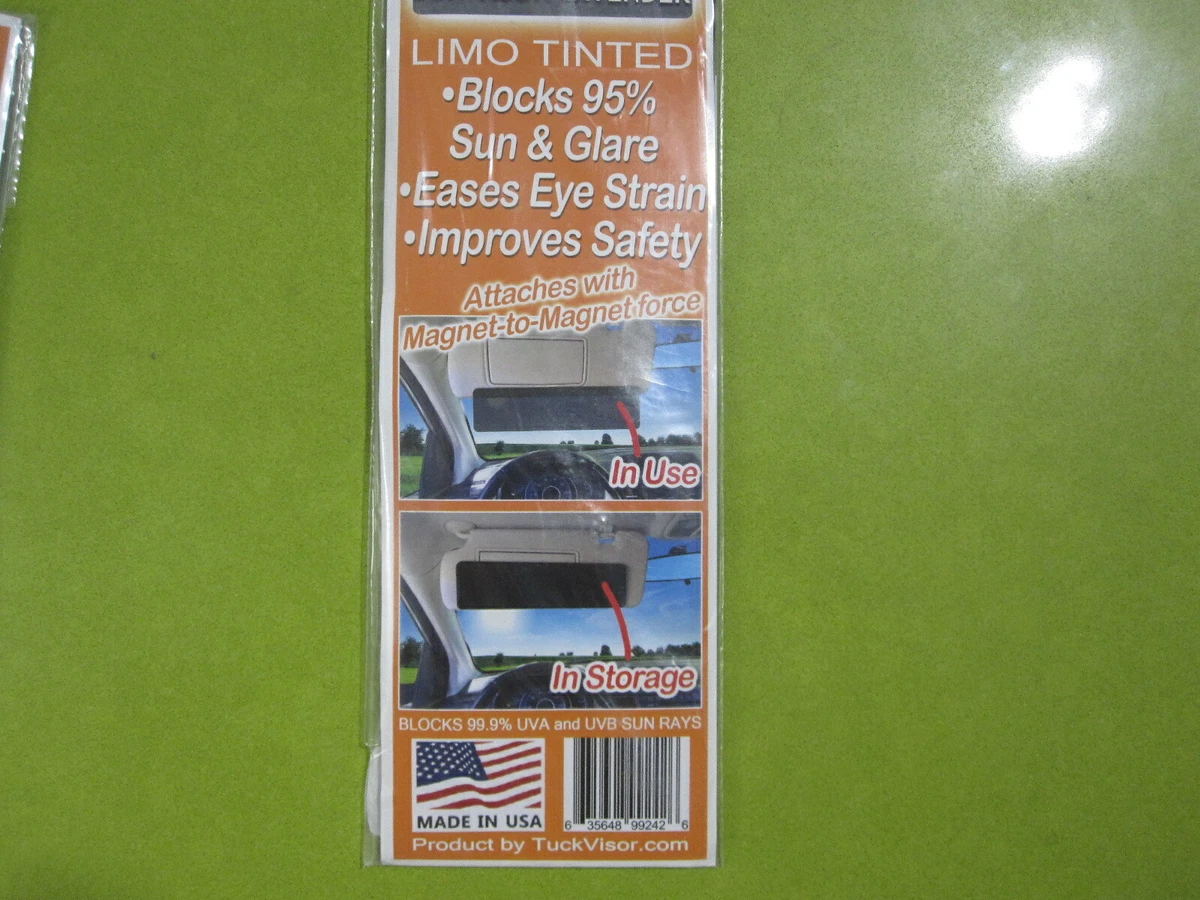 LIMO TINTED
•Blocks 95%
Sun & Glare
•Eases Eye Strain
•Improves Safety
Attaches with
Magnet-to-Magnet force
In Use
In Storage
BLOCKS 99.9% UVA and UVB SUN RAYS
MADE IN USA
6 35648 99242 6
Product by TuckVisor.com